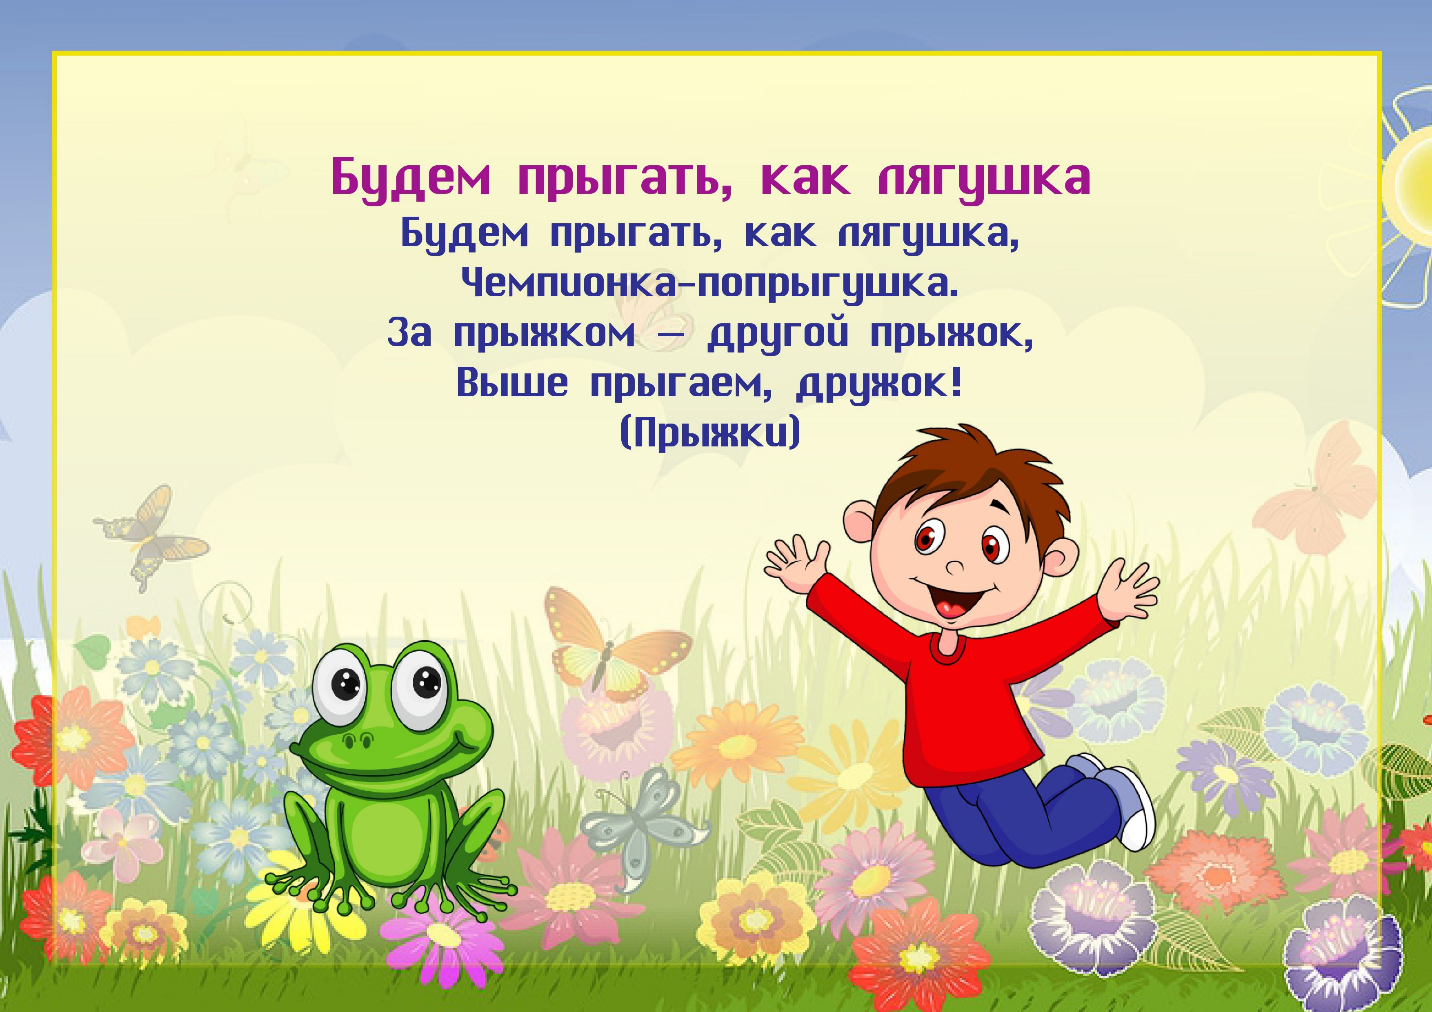 Будем прыгать, как лягушка
Будем прыгать, как лягушка,
Чемпионка-попрыгушка.
За прыжком – другой прыжок,
Выше прыгаем, дружок!
(Прыжки)